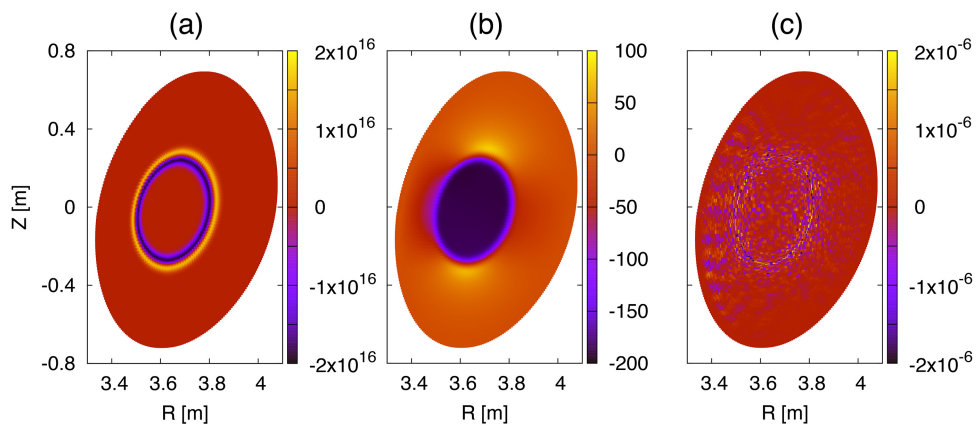 (a) (b) (c)
0.8
0.4
0
-0.4
-0.8
Z [m]
3.4 3.6 3.8 4
R [m]
2x10^16
1x10^16
0
-1x10^16
-2x10^16
3.4 3.6 3.8 4
R [m]
100
50
0
-50
-100
-150
-200
3.4 3.6 3.8 4
R [m]
2x10^-6
1x10^-6
0
-1x10^-6
-2x10^-6